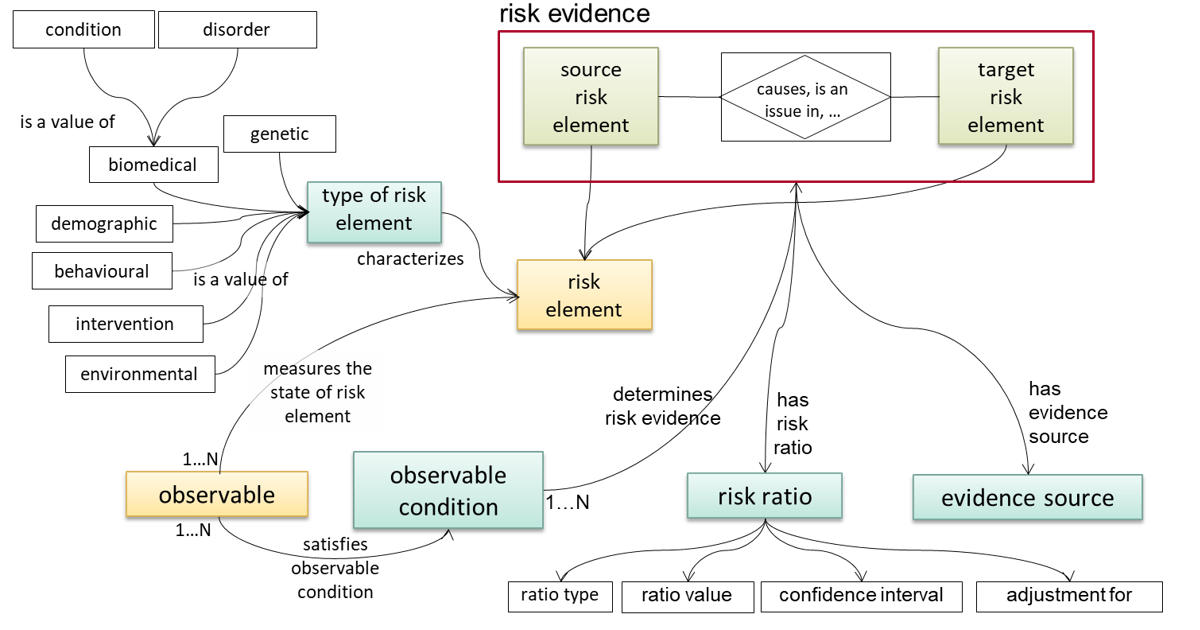 risk evidence
condition
disorder
source
risk
element
causes, is an
issue in, ...
target
risk
element
is a value of
genetic
biomedical
type of risk
element
demographic
characterizes
behavioural
is a value of
risk
element
intervention
environmental
measures the
state of risk
element
determines
risk evidence
has
risk
ratio
has
evidence
source
1...N
observable
1...N
observable
condition
1...N
risk ratio
evidence source
satisfies
observable
condition
ratio type
ratio value
confidence interval
adjustment for